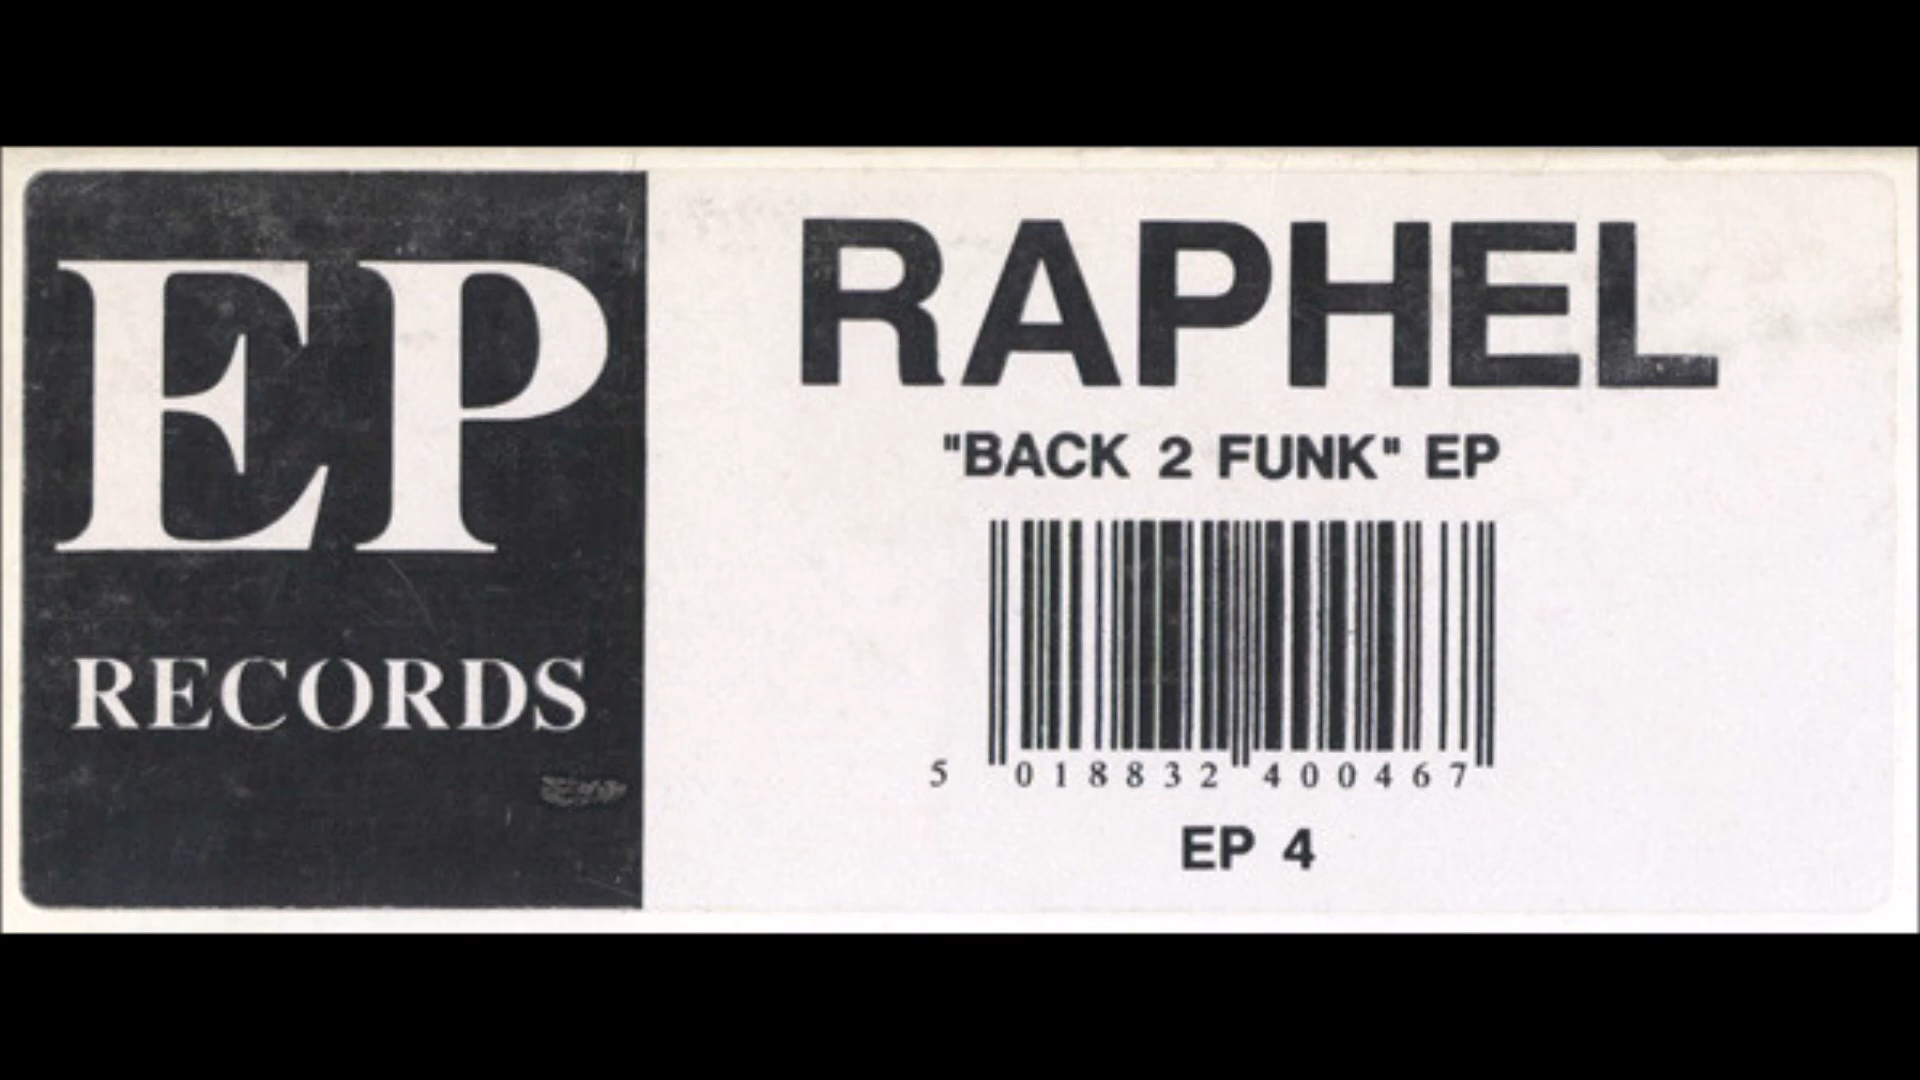 EP
RECORDS
RAPHEL
"BACK 2 FUNK" EP
5 018832 400467
EP 4